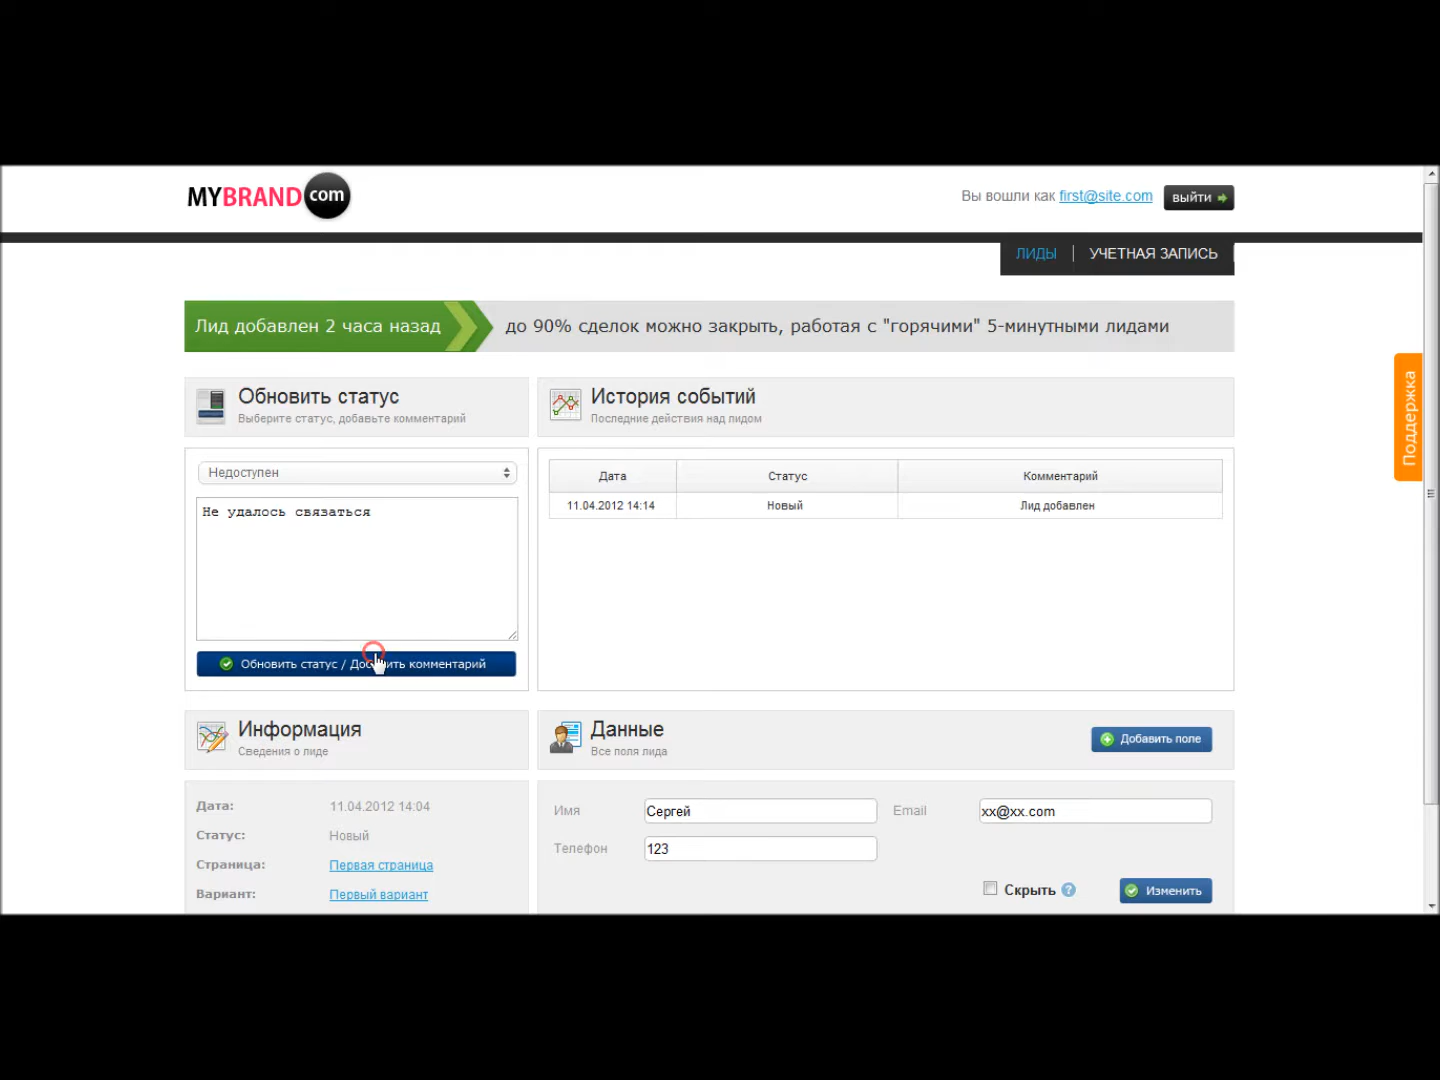 MYBRAND com
Вы вошли как first@site.com
выйти
ЛИДЫ
УЧЕТНАЯ ЗАПИСЬ
Лид добавлен 2 часа назад
до 90% сделок можно закрыть, работая с "горячими" 5-минутными лидами
Поддержка
Обновить статус
Выберите статус, добавьте комментарий
История событий
Последние действия над лидом
Недоступен
Не удалось связаться
Обновить статус / Добавить комментарий
Дата Статус Комментарий
11.04.2012 14:14 Новый Лид добавлен
Информация
Сведения о лиде
Данные
Все поля лида
Добавить поле
Дата: 11.04.2012 14:04
Статус: Новый
Страница: Первая страница
Вариант: Первый вариант
Имя Сергей
Email xx@xx.com
Телефон 123
Скрыть ?
Изменить